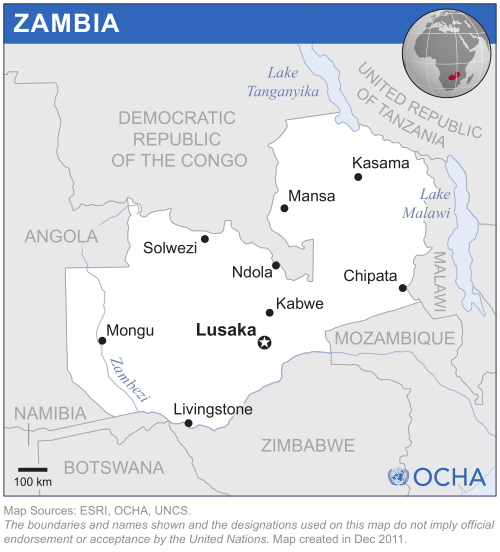 ZAMBIA
Lake
Tanganyika
UNITED REPUBLIC
OF TANZANIA
DEMOCRATIC
REPUBLIC
OF THE CONGO
Kasama
Mansa
Lake
Malawi
ANGOLA
Solwezi
Ndola
Chipata
MALAWI
Kabwe
Lusaka
Mongu
MOZAMBIQUE
Zambezi
NAMIBIA
Livingstone
ZIMBABWE
BOTSWANA
100 km
OCHA
Map Sources: ESRI, OCHA, UNCS.
The boundaries and names shown and the designations used on this map do not imply official
endorsement or acceptance by the United Nations. Map created in Dec 2011.